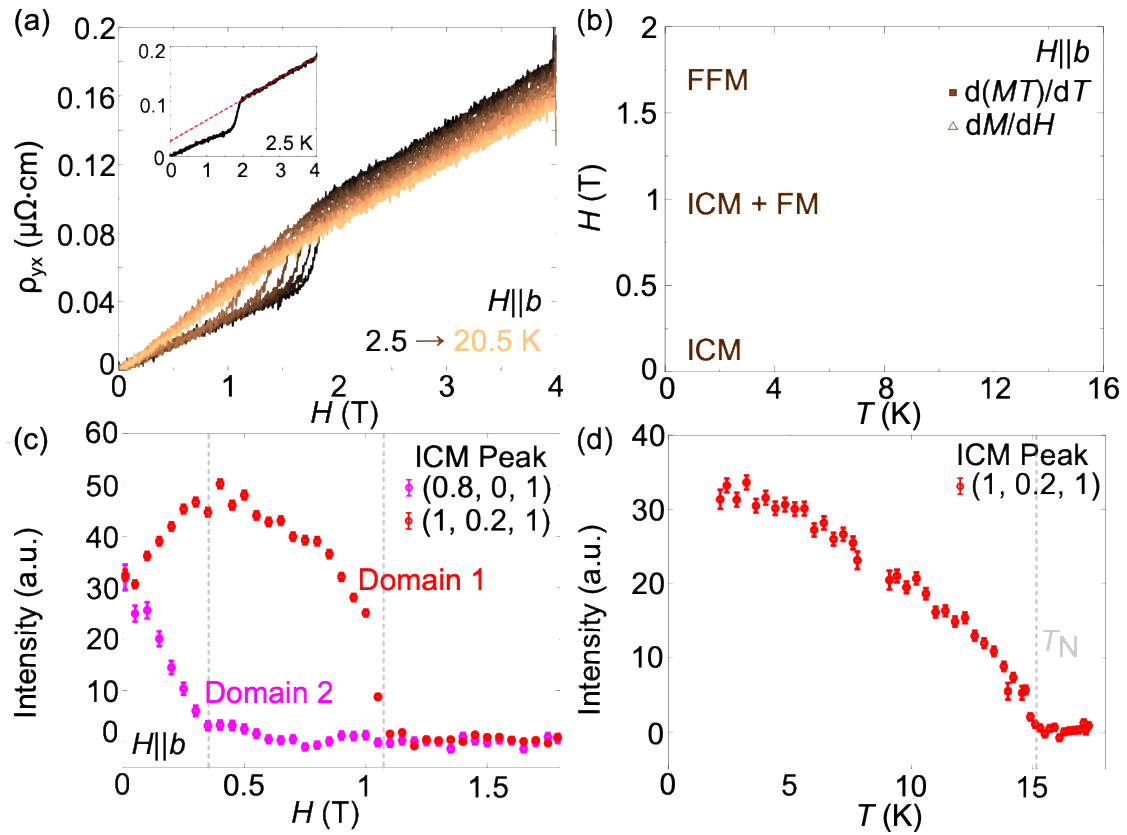 (a)
0.2
0.16
0.12
0.08
0.04
0
ρyx (μΩ·cm)
0.2
0.1
0
2.5 K
0 1 2 3 4
H||b
2.5 → 20.5 K
0 1 2 3 4
H (T)
(b)
2
1.5
1
0.5
0
H (T)
H||b
d(MT)/dT
dM/dH
FFM
ICM + FM
ICM
0 4 8 12 16
T (K)
(c)
60
50
40
30
20
10
0
Intensity (a.u.)
ICM Peak
(0.8, 0, 1)
(1, 0.2, 1)
Domain 1
Domain 2
H||b
0 0.5 1 1.5
H (T)
(d)
40
30
20
10
0
Intensity (a.u.)
ICM Peak
(1, 0.2, 1)
TN
0 5 10 15
T (K)